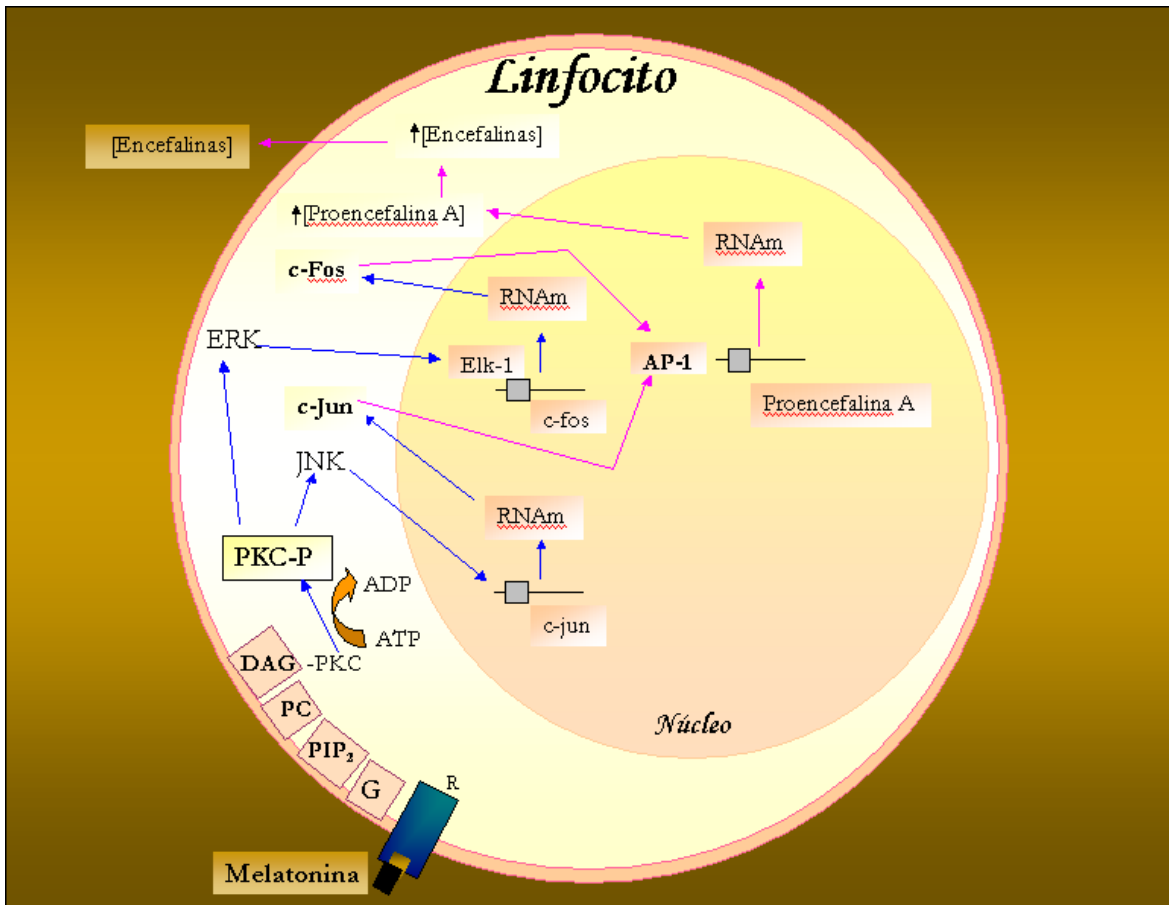 Linfocito
[Encefalinas]
↑[Encefalinas]
↑[Proencefalina A]
RNAm
c-Fos
RNAm
ERK
Elk-1
AP-1
c-fos
Proencefalina A
c-Jun
JNK
RNAm
PKC-P
ADP
ATP
c-jun
DAG
-PKC
PC
Núcleo
PIP₂
G
R
Melatonina